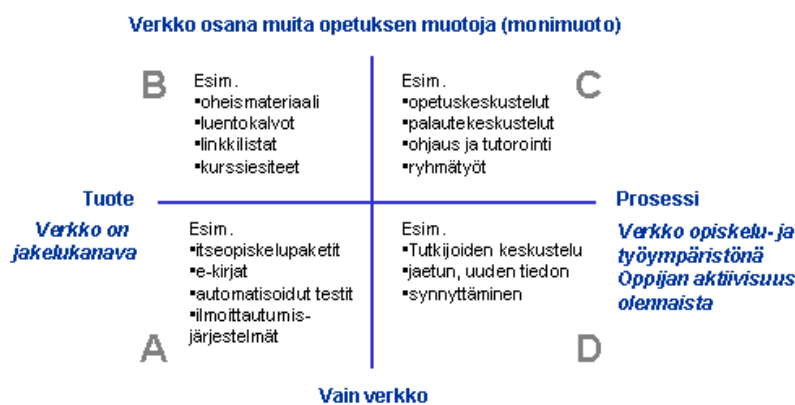 Verkko osana muita opetuksen muotoja (monimuoto)
B
Esim.
▪oheismateriaali
▪luentokalvot
▪linkkilistat
▪kurssiesiteet
Esim.
▪opetuskeskustelut
▪palautekeskustelut
▪ohjaus ja tutorointi
▪ryhmätyöt
C
Tuote
Verkko on
jakelukanava
Prosessi
Verkko opiskelu- ja
työympäristönä
Oppijan aktiivisuus
olennaista
A
Esim.
▪itseopiskelupaketit
▪e-kirjat
▪automatisoidut testit
▪ilmoittautumis-
järjestelmät
Esim.
▪Tutkijoiden keskustelu
▪jaetun, uuden tiedon
▪synnyttäminen
D
Vain verkko